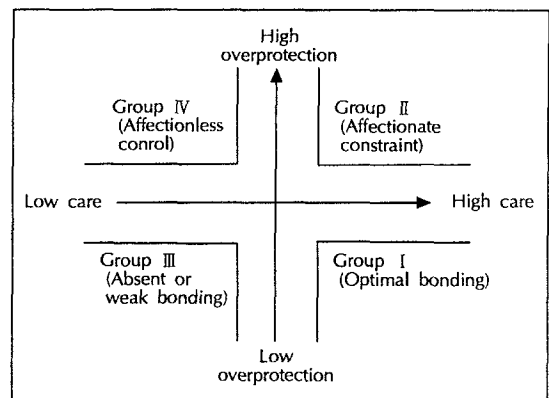 High
overprotection
Group IV
(Affectionless
conrol)
Group II
(Affectionate
constraint)
Low care
High care
Group III
(Absent or
weak bonding)
Group I
(Optimal bonding)
Low
overprotection